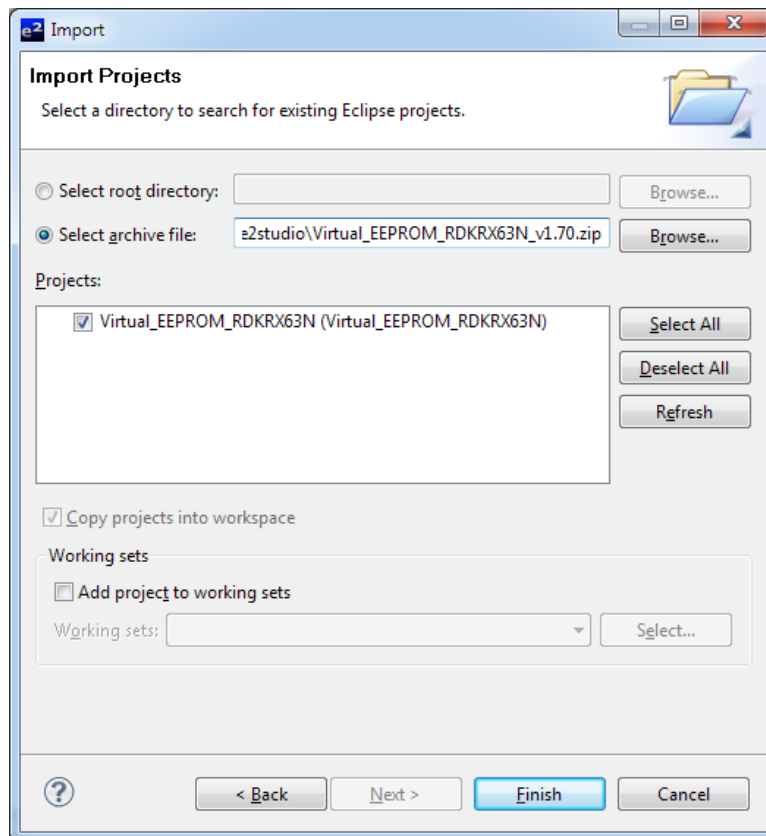 e² Import
Import Projects
Select a directory to search for existing Eclipse projects.
Select root directory: Browse...
Select archive file: e2studio\Virtual_EEPROM_RDKRX63N_v1.70.zip Browse...
Projects:
Virtual_EEPROM_RDKRX63N (Virtual_EEPROM_RDKRX63N)
Select All
Deselect All
Refresh
Copy projects into workspace
Working sets
Add project to working sets
Working sets: Select...
? < Back Next > Finish Cancel